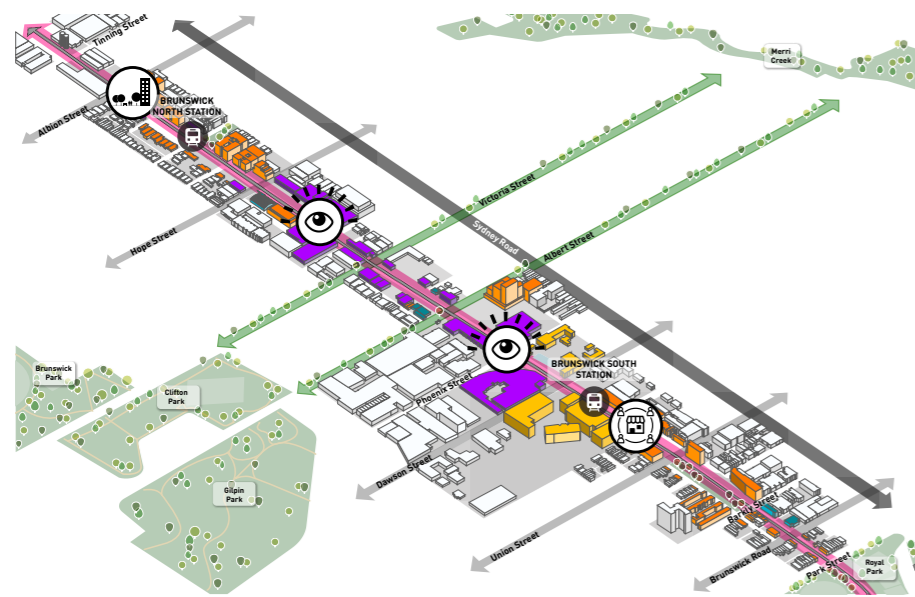 Tinning Street
Merri
Creek
BRUNSWICK
NORTH STATION
Albion Street
Victoria Street
Sydney Road
Albert Street
Hope Street
Brunswick
Park
Clifton
Park
BRUNSWICK SOUTH
STATION
Phoenix Street
Dawson Street
Gilpin
Park
Barkly Street
Union Street
Brunswick Road
Park Street
Royal
Park